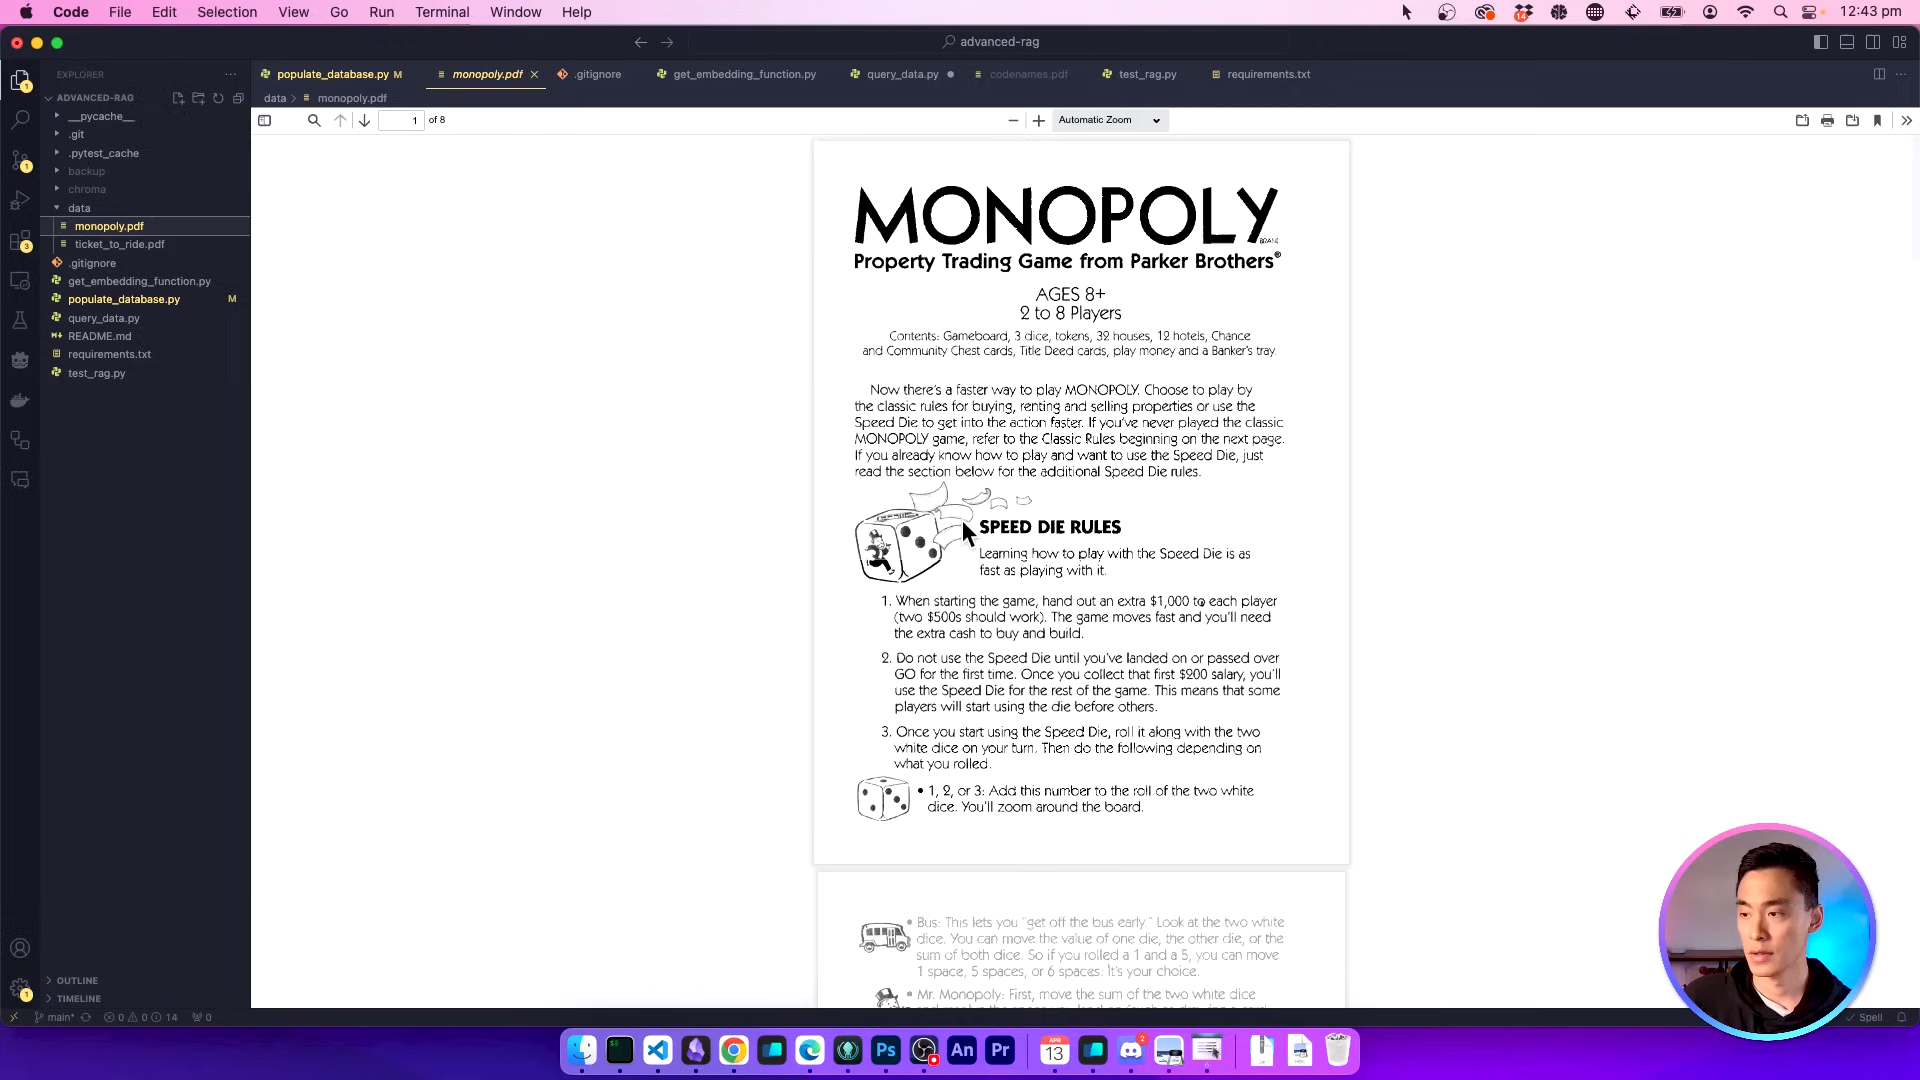 Code File Edit Selection View Go Run Terminal Window Help
14
12:43 pm
advanced-rag
EXPLORER
populate_database.py M
monopoly.pdf
.gitignore
get_embedding_function.py
query_data.py
codenames.pdf
test_rag.py
requirements.txt
ADVANCED-RAG
data > monopoly.pdf
1 of 8
Automatic Zoom
__pycache__
.git
.pytest_cache
backup
chroma
data
monopoly.pdf
ticket_to_ride.pdf
.gitignore
get_embedding_function.py
populate_database.py M
query_data.py
README.md
requirements.txt
test_rag.py
1
1
3
MONOPOLY
BRAND
Property Trading Game from Parker Brothers®
AGES 8+
2 to 8 Players
Contents: Gameboard, 3 dice, tokens, 32 houses, 12 hotels, Chance
and Community Chest cards, Title Deed cards, play money and a Banker's tray.
Now there's a faster way to play MONOPOLY. Choose to play by
the classic rules for buying, renting and selling properties or use the
Speed Die to get into the action faster. If you've never played the classic
MONOPOLY game, refer to the Classic Rules beginning on the next page.
If you already know how to play and want to use the Speed Die, just
read the section below for the additional Speed Die rules.
SPEED DIE RULES
Learning how to play with the Speed Die is as
fast as playing with it.
1. When starting the game, hand out an extra $1,000 to each player
(two $500s should work). The game moves fast and you'll need
the extra cash to buy and build.
2. Do not use the Speed Die until you've landed on or passed over
GO for the first time. Once you collect that first $200 salary, you'll
use the Speed Die for the rest of the game. This means that some
players will start using the die before others.
3. Once you start using the Speed Die, roll it along with the two
white dice on your turn. Then do the following depending on
what you rolled.
• 1, 2, or 3: Add this number to the roll of the two white
dice. You'll zoom around the board.
• Bus: This lets you "get off the bus early." Look at the two white
dice. You can move the value of one die, the other die, or the
sum of both dice. So if you rolled a 1 and a 5, you can move
1 space, 5 spaces, or 6 spaces: It's your choice.
• Mr. Monopoly: First, move the sum of the two white dice
OUTLINE
TIMELINE
1
main* 0 0 14 0
Spell
$$
Ps
An
Pr
APR
13
2